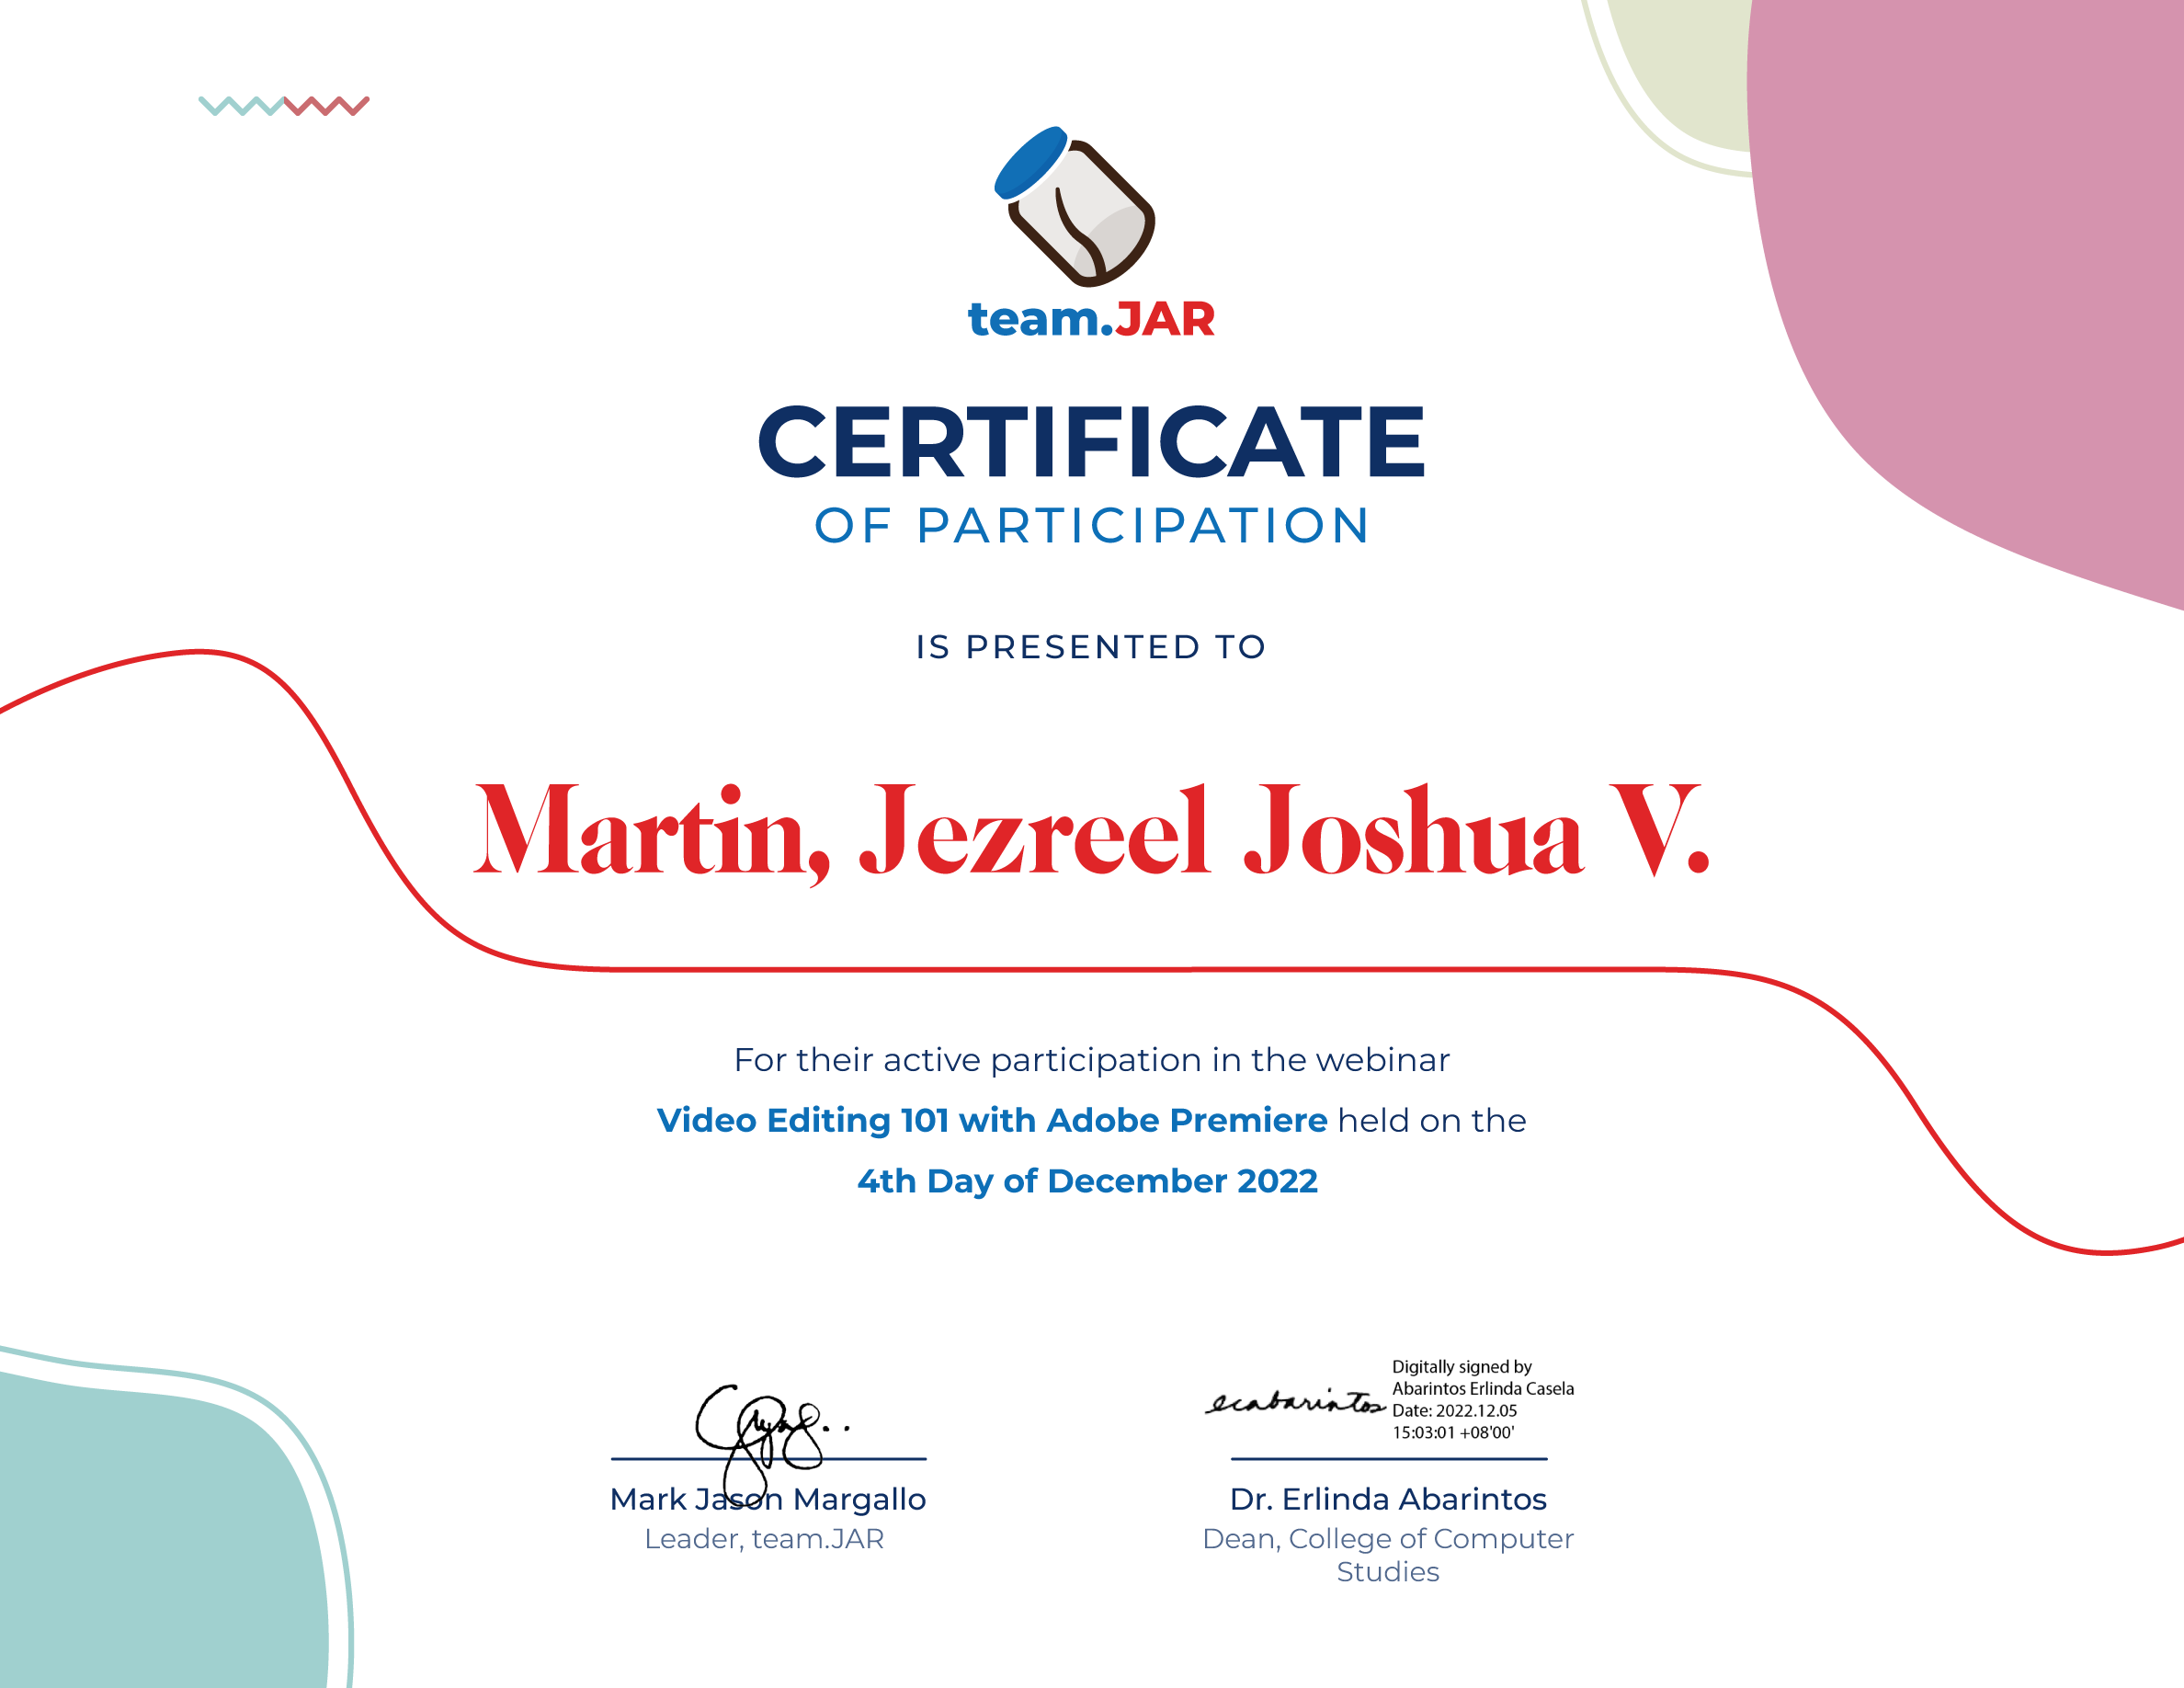 team.JAR
CERTIFICATE
OF PARTICIPATION
IS PRESENTED TO
Martin, Jezreel Joshua V.
For their active participation in the webinar
Video Editing 101 with Adobe Premiere held on the
4th Day of December 2022
ecabarintos
Digitally signed by
Abarintos Erlinda Casela
Date: 2022.12.05
15:03:01 +08'00'
Mark Jason Margallo
Leader, team.JAR
Dr. Erlinda Abarintos
Dean, College of Computer
Studies